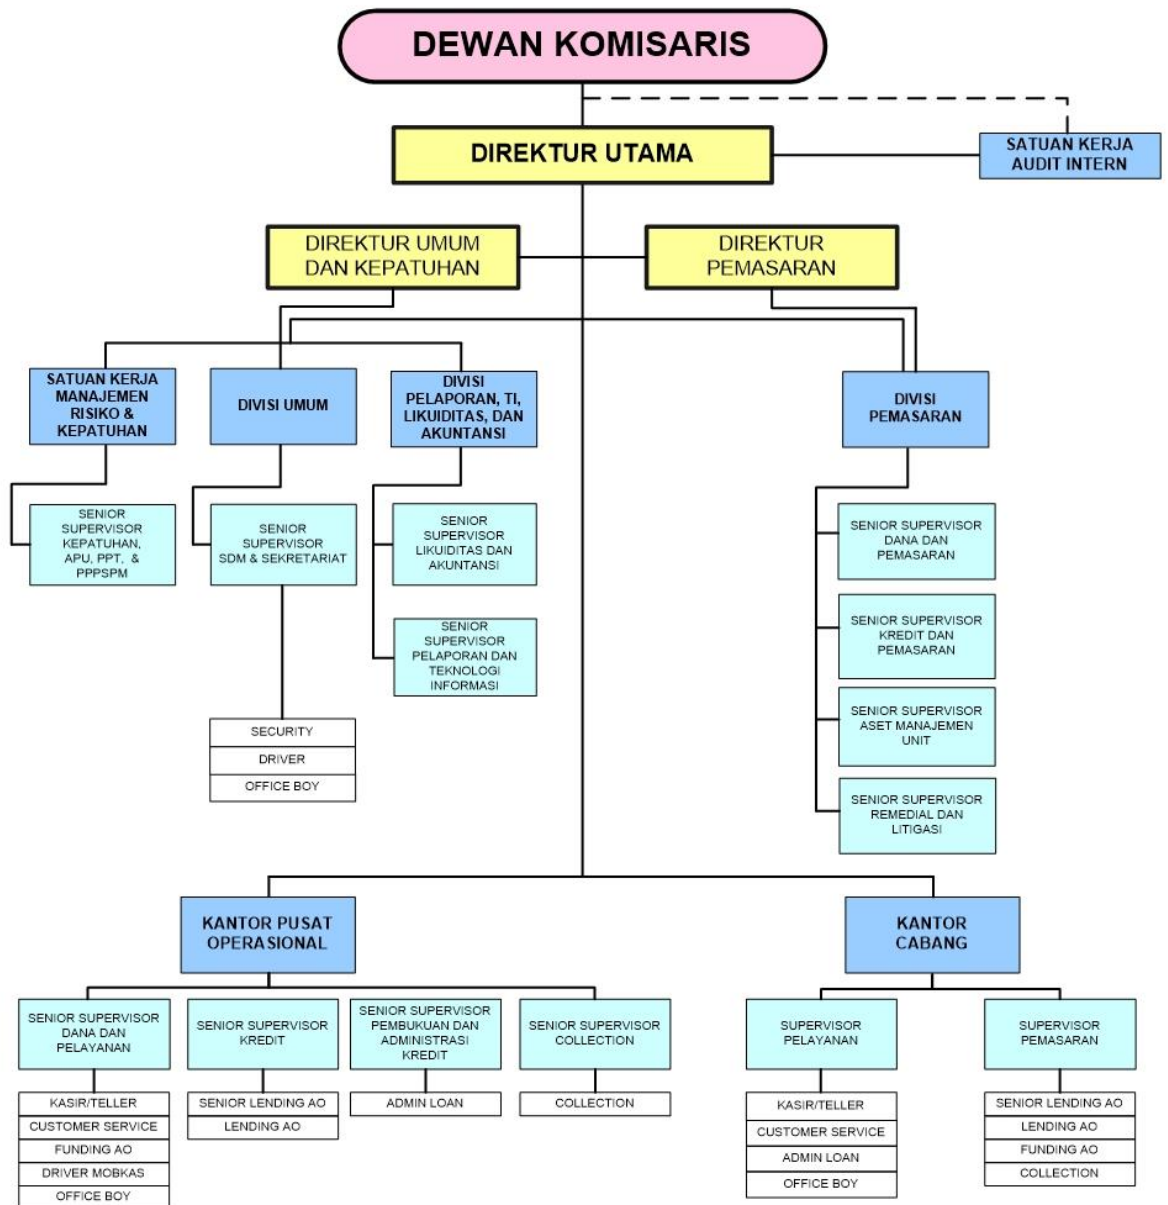 DEWAN KOMISARIS
DIREKTUR UTAMA
SATUAN KERJA
AUDIT INTERN
DIREKTUR UMUM
DAN KEPATUHAN
DIREKTUR
PEMASARAN
SATUAN KERJA
MANAJEMEN
RISIKO &
KEPATUHAN
DIVISI UMUM
DIVISI
PELAPORAN, TI,
LIKUIDITAS, DAN
AKUNTANSI
DIVISI
PEMASARAN
SENIOR
SUPERVISOR
KEPATUHAN,
APU, PPT, &
PPPSPM
SENIOR
SUPERVISOR
SDM & SEKRETARIAT
SENIOR
SUPERVISOR
LIKUIDITAS DAN
AKUNTANSI
SENIOR
SUPERVISOR
PELAPORAN DAN
TEKNOLOGI
INFORMASI
SECURITY
DRIVER
OFFICE BOY
SENIOR SUPERVISOR
DANA DAN
PEMASARAN
SENIOR SUPERVISOR
KREDIT DAN
PEMASARAN
SENIOR SUPERVISOR
ASET MANAJEMEN
UNIT
SENIOR SUPERVISOR
REMEDIAL DAN
LITIGASI
KANTOR PUSAT
OPERASIONAL
KANTOR
CABANG
SENIOR SUPERVISOR
DANA DAN
PELAYANAN
KASIR/TELLER
CUSTOMER SERVICE
FUNDING AO
DRIVER MOBKAS
OFFICE BOY
SENIOR SUPERVISOR
KREDIT
SENIOR LENDING AO
LENDING AO
SENIOR SUPERVISOR
PEMBUKUAN DAN
ADMINISTRASI
KREDIT
ADMIN LOAN
SENIOR SUPERVISOR
COLLECTION
COLLECTION
SUPERVISOR
PELAYANAN
KASIR/TELLER
CUSTOMER SERVICE
ADMIN LOAN
OFFICE BOY
SUPERVISOR
PEMASARAN
SENIOR LENDING AO
LENDING AO
FUNDING AO
COLLECTION